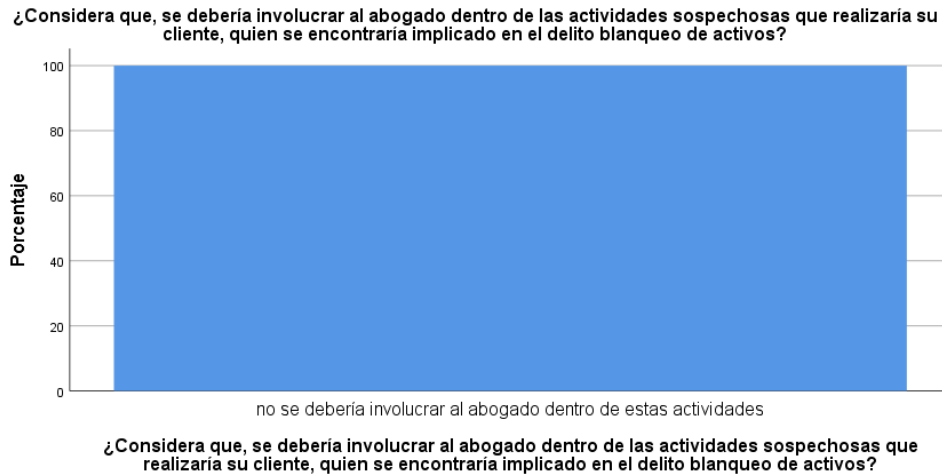 ¿Considera que, se debería involucrar al abogado dentro de las actividades sospechosas que realizaría su
cliente, quien se encontraría implicado en el delito blanqueo de activos?
100
80
60
40
20
0
Porcentaje
no se debería involucrar al abogado dentro de estas actividades
¿Considera que, se debería involucrar al abogado dentro de las actividades sospechosas que
realizaría su cliente, quien se encontraría implicado en el delito blanqueo de activos?